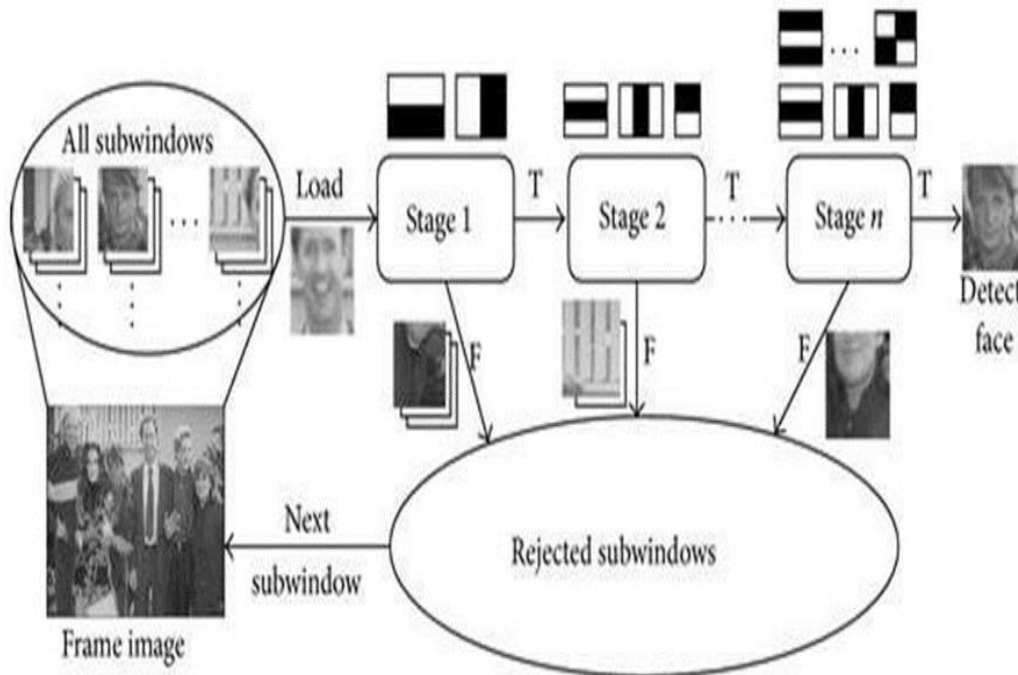 All subwindows
Load
Stage 1
T
Stage 2
T
Stage n
T
Detect
face
F
F
F
Rejected subwindows
Next
subwindow
Frame image